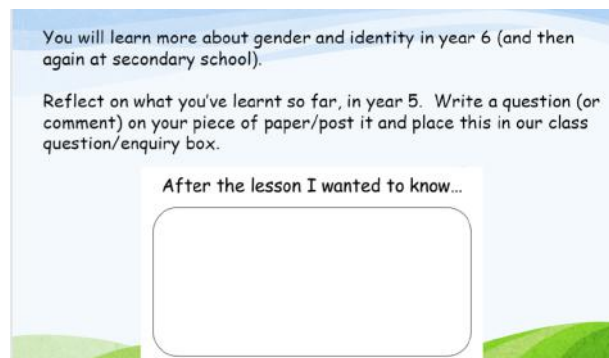 You will learn more about gender and identity in year 6 (and then
again at secondary school).
Reflect on what you've learnt so far, in year 5. Write a question (or
comment) on your piece of paper/post it and place this in our class
question/enquiry box.
After the lesson I wanted to know...